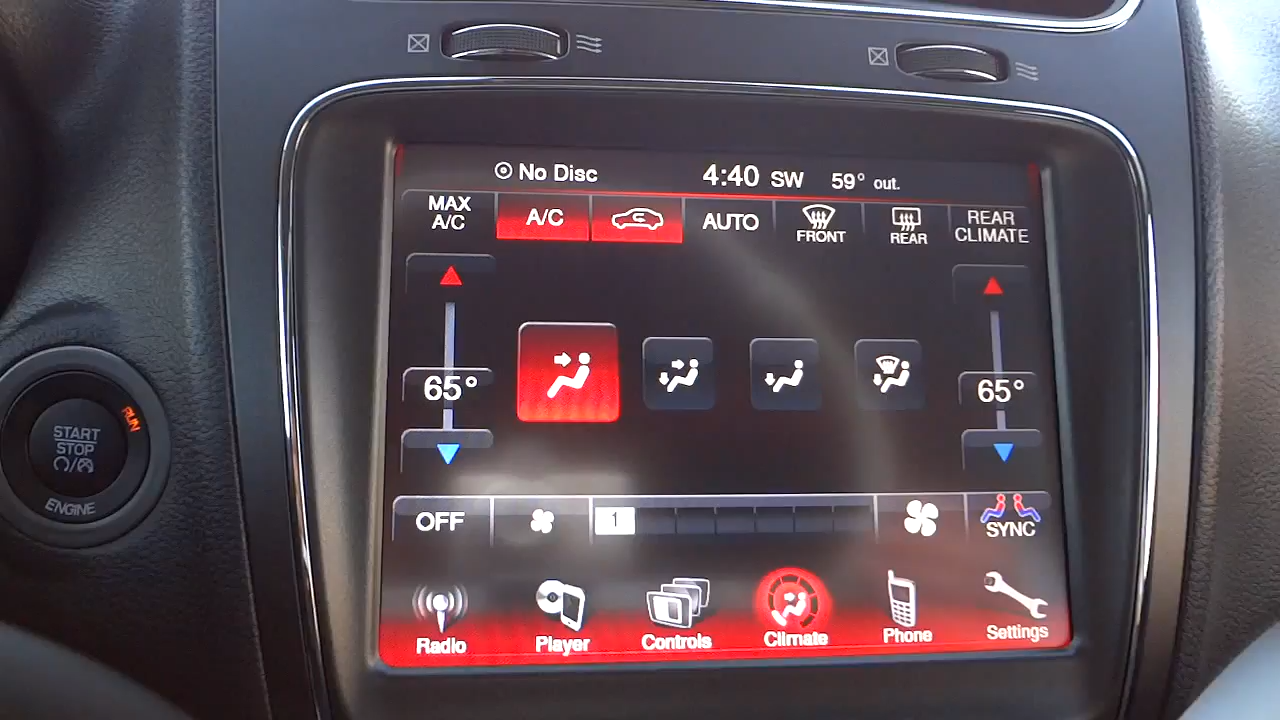 No Disc 4:40 SW 59° out.
MAX
A/C
A/C
AUTO
FRONT
REAR
REAR
CLIMATE
65°
65°
RUN
START
STOP
ENGINE
OFF
1
SYNC
Radio
Player
Controls
Climate
Phone
Settings